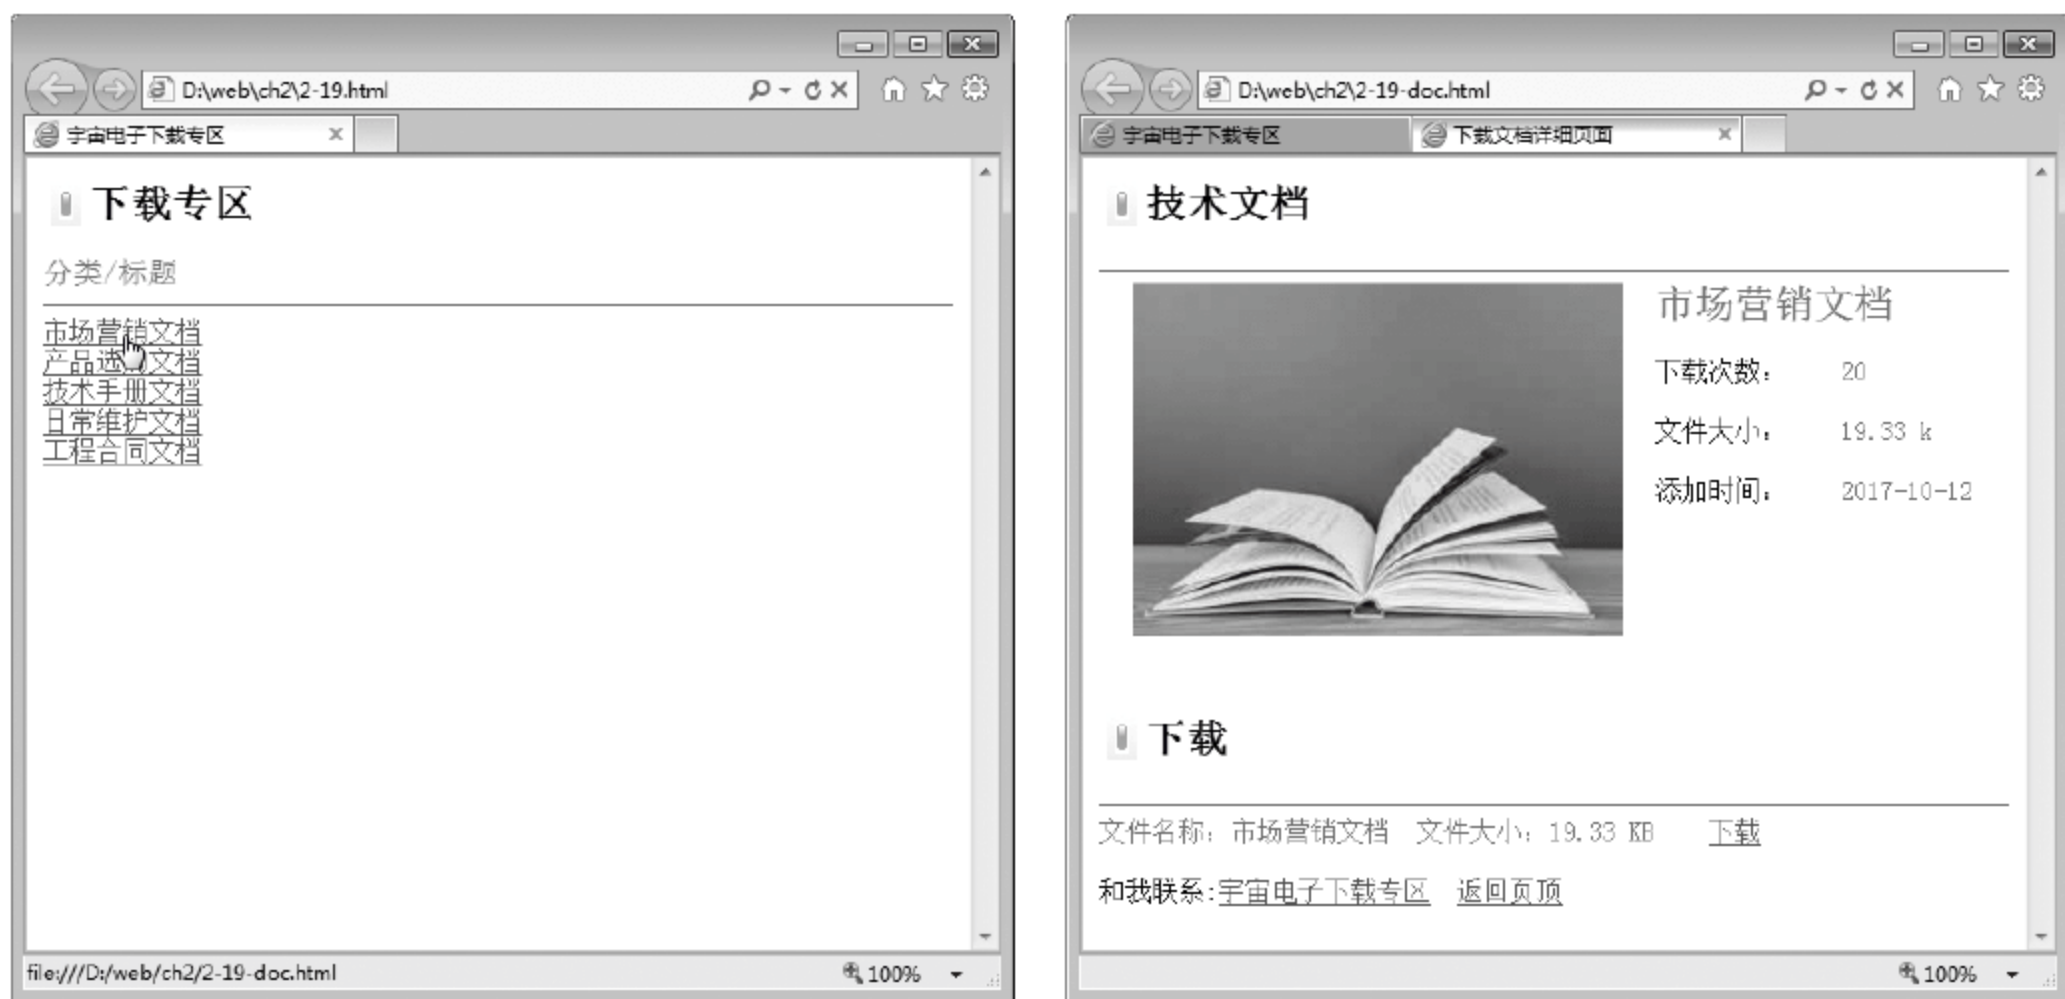 D:\web\ch2\2-19.html
宇宙电子下载专区
下载专区
分类/标题
市场营销文档
产品选 文档
技术手册文档
日常维护文档
工程合同文档
file:///D:/web/ch2/2-19-doc.html
100%
D:\web\ch2\2-19-doc.html
宇宙电子下载专区 下载文档详细页面
技术文档
市场营销文档
下载次数: 20
文件大小: 19.33 k
添加时间: 2017-10-12
下载
文件名称: 市场营销文档 文件大小: 19.33 KB 下载
和我联系:宇宙电子下载专区 返回页顶
100%